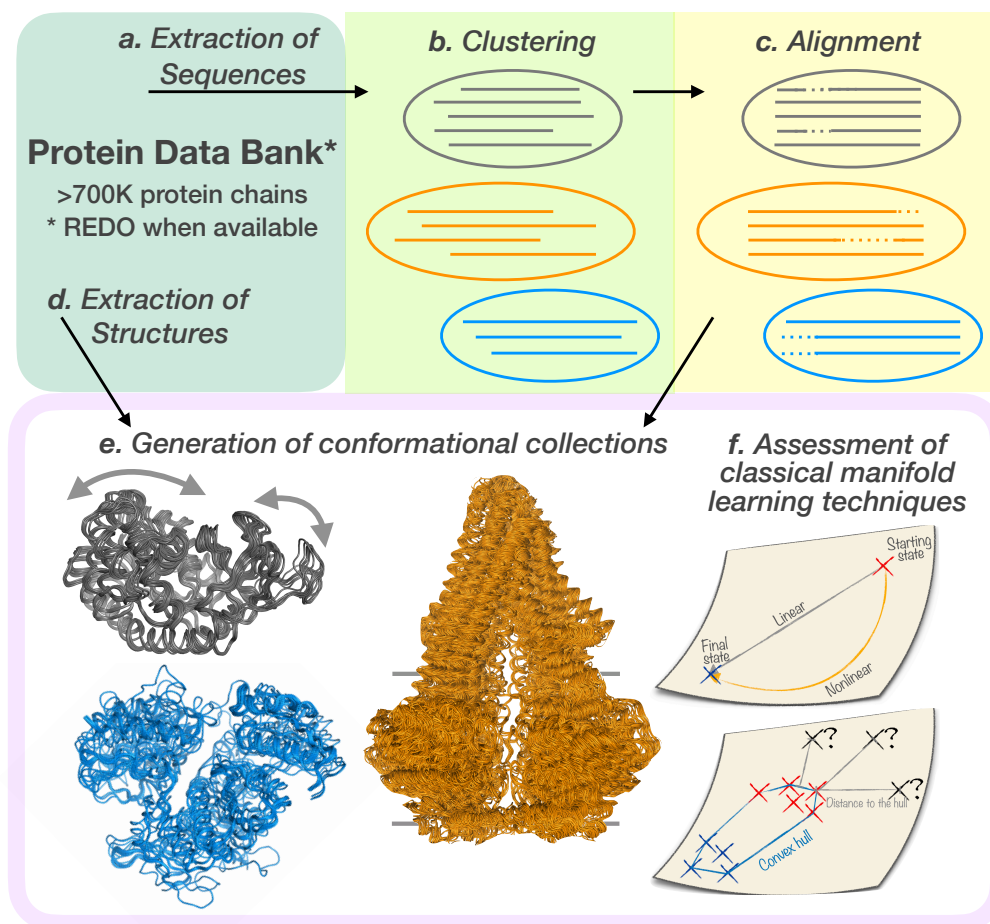 a. Extraction of
Sequences
b. Clustering
c. Alignment
Protein Data Bank*
>700K protein chains
* REDO when available
d. Extraction of
Structures
e. Generation of conformational collections
f. Assessment of
classical manifold
learning techniques
Starting
state
Linear
Final
state
Nonlinear
?
?
?
Distance to the hull
Convex hull